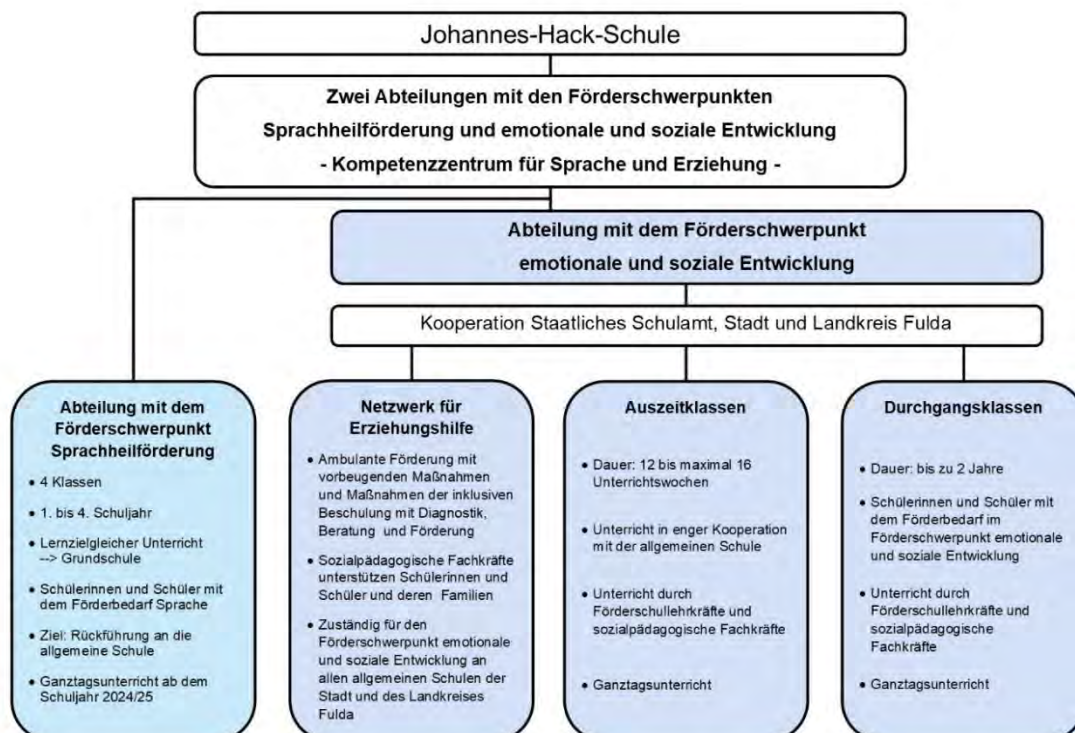 Johannes-Hack-Schule
Zwei Abteilungen mit den Förderschwerpunkten
Sprachheilförderung und emotionale und soziale Entwicklung
- Kompetenzzentrum für Sprache und Erziehung -
Abteilung mit dem Förderschwerpunkt
emotionale und soziale Entwicklung
Kooperation Staatliches Schulamt, Stadt und Landkreis Fulda
Abteilung mit dem
Förderschwerpunkt
Sprachheilförderung
• 4 Klassen
• 1. bis 4. Schuljahr
• Lernzielgleicher Unterricht
--> Grundschule
• Schülerinnen und Schüler mit
dem Förderbedarf Sprache
• Ziel: Rückführung an die
allgemeine Schule
• Ganztagsunterricht ab dem
Schuljahr 2024/25
Netzwerk für
Erziehungshilfe
• Ambulante Förderung mit
vorbeugenden Maßnahmen
und Maßnahmen der inklusiven
Beschulung mit Diagnostik,
Beratung und Förderung
• Sozialpädagogische Fachkräfte
unterstützen Schülerinnen und
Schüler und deren Familien
• Zuständig für den
Förderschwerpunkt emotionale
und soziale Entwicklung an
allen allgemeinen Schulen der
Stadt und des Landkreises
Fulda
Auszeitklassen
• Dauer: 12 bis maximal 16
Unterrichtswochen
• Unterricht in enger Kooperation
mit der allgemeinen Schule
• Unterricht durch
Förderschullehrkräfte und
sozialpädagogische Fachkräfte
• Ganztagsunterricht
Durchgangsklassen
• Dauer: bis zu 2 Jahre
• Schülerinnen und Schüler mit
dem Förderbedarf im
Förderschwerpunkt emotionale
und soziale Entwicklung
• Unterricht durch
Förderschullehrkräfte und
sozialpädagogische
Fachkräfte
• Ganztagsunterricht